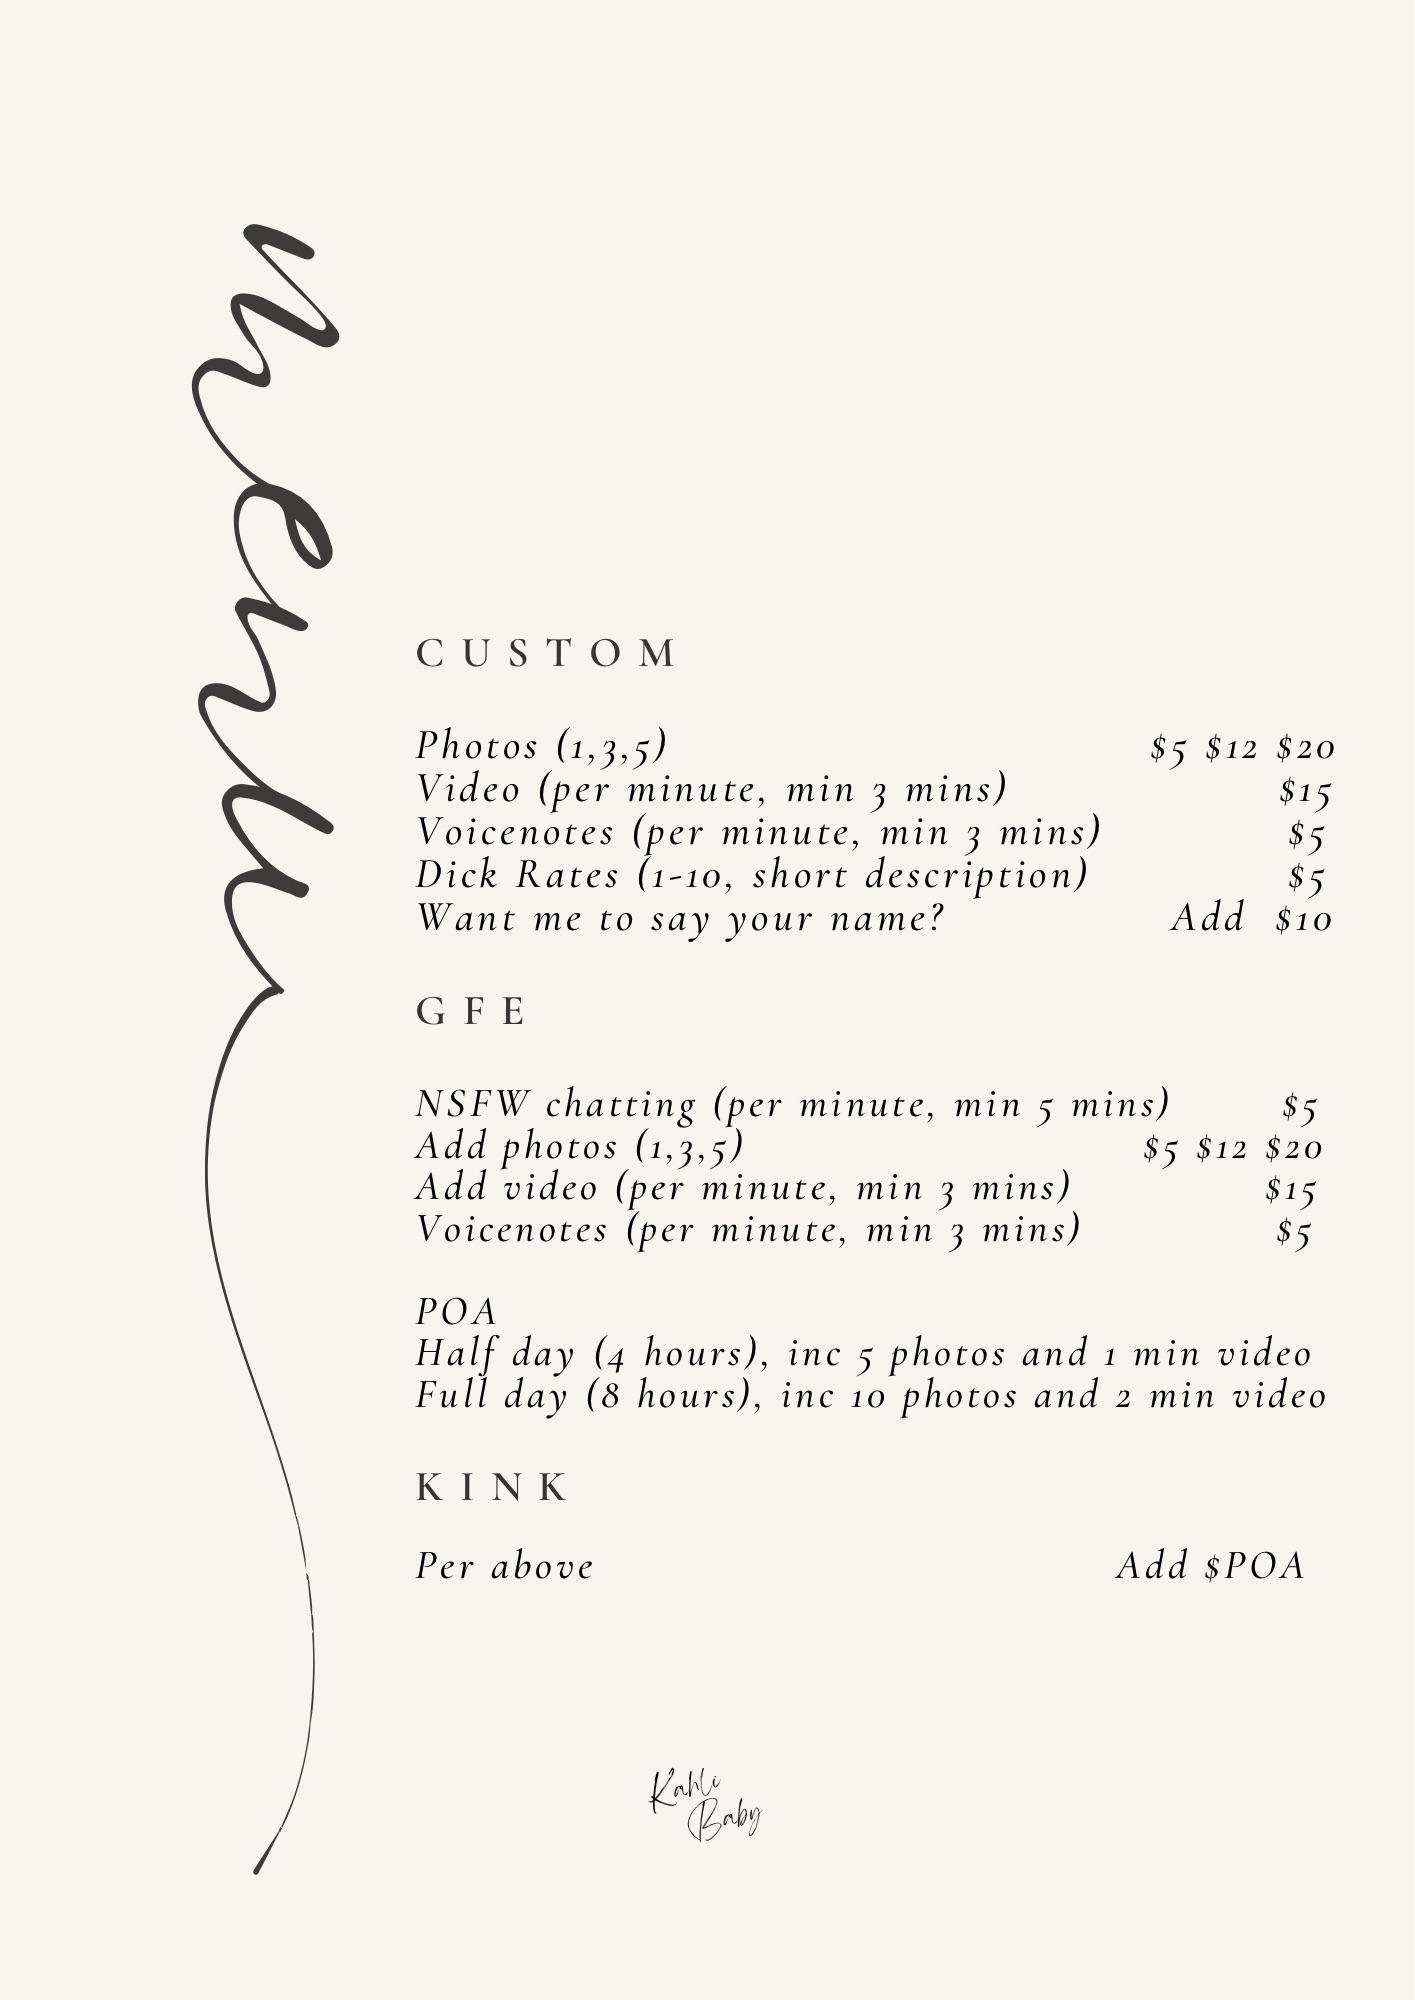 menu
CUSTOM
Photos (1,3,5) $5 $12 $20
Video (per minute, min 3 mins) $15
Voicenotes (per minute, min 3 mins) $5
Dick Rates (1-10, short description) $5
Want me to say your name? Add $10
GFE
NSFW chatting (per minute, min 5 mins) $5
Add photos (1,3,5) $5 $12 $20
Add video (per minute, min 3 mins) $15
Voicenotes (per minute, min 3 mins) $5
POA
Half day (4 hours), inc 5 photos and 1 min video
Full day (8 hours), inc 10 photos and 2 min video
KINK
Per above Add $POA
Kahli
Baby